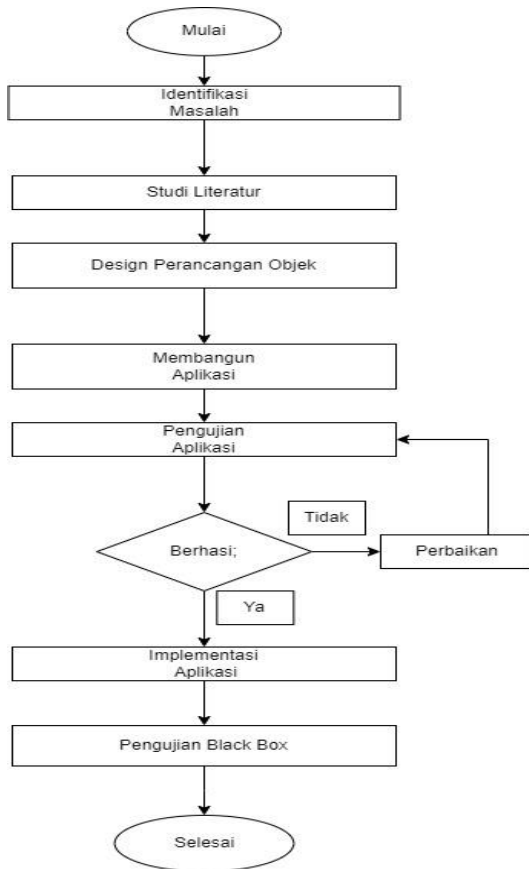 Mulai
Identifikasi
Masalah
Studi Literatur
Design Perancangan Objek
Membangun
Aplikasi
Pengujian
Aplikasi
Tidak
Berhasi;
Perbaikan
Ya
Implementasi
Aplikasi
Pengujian Black Box
Selesai